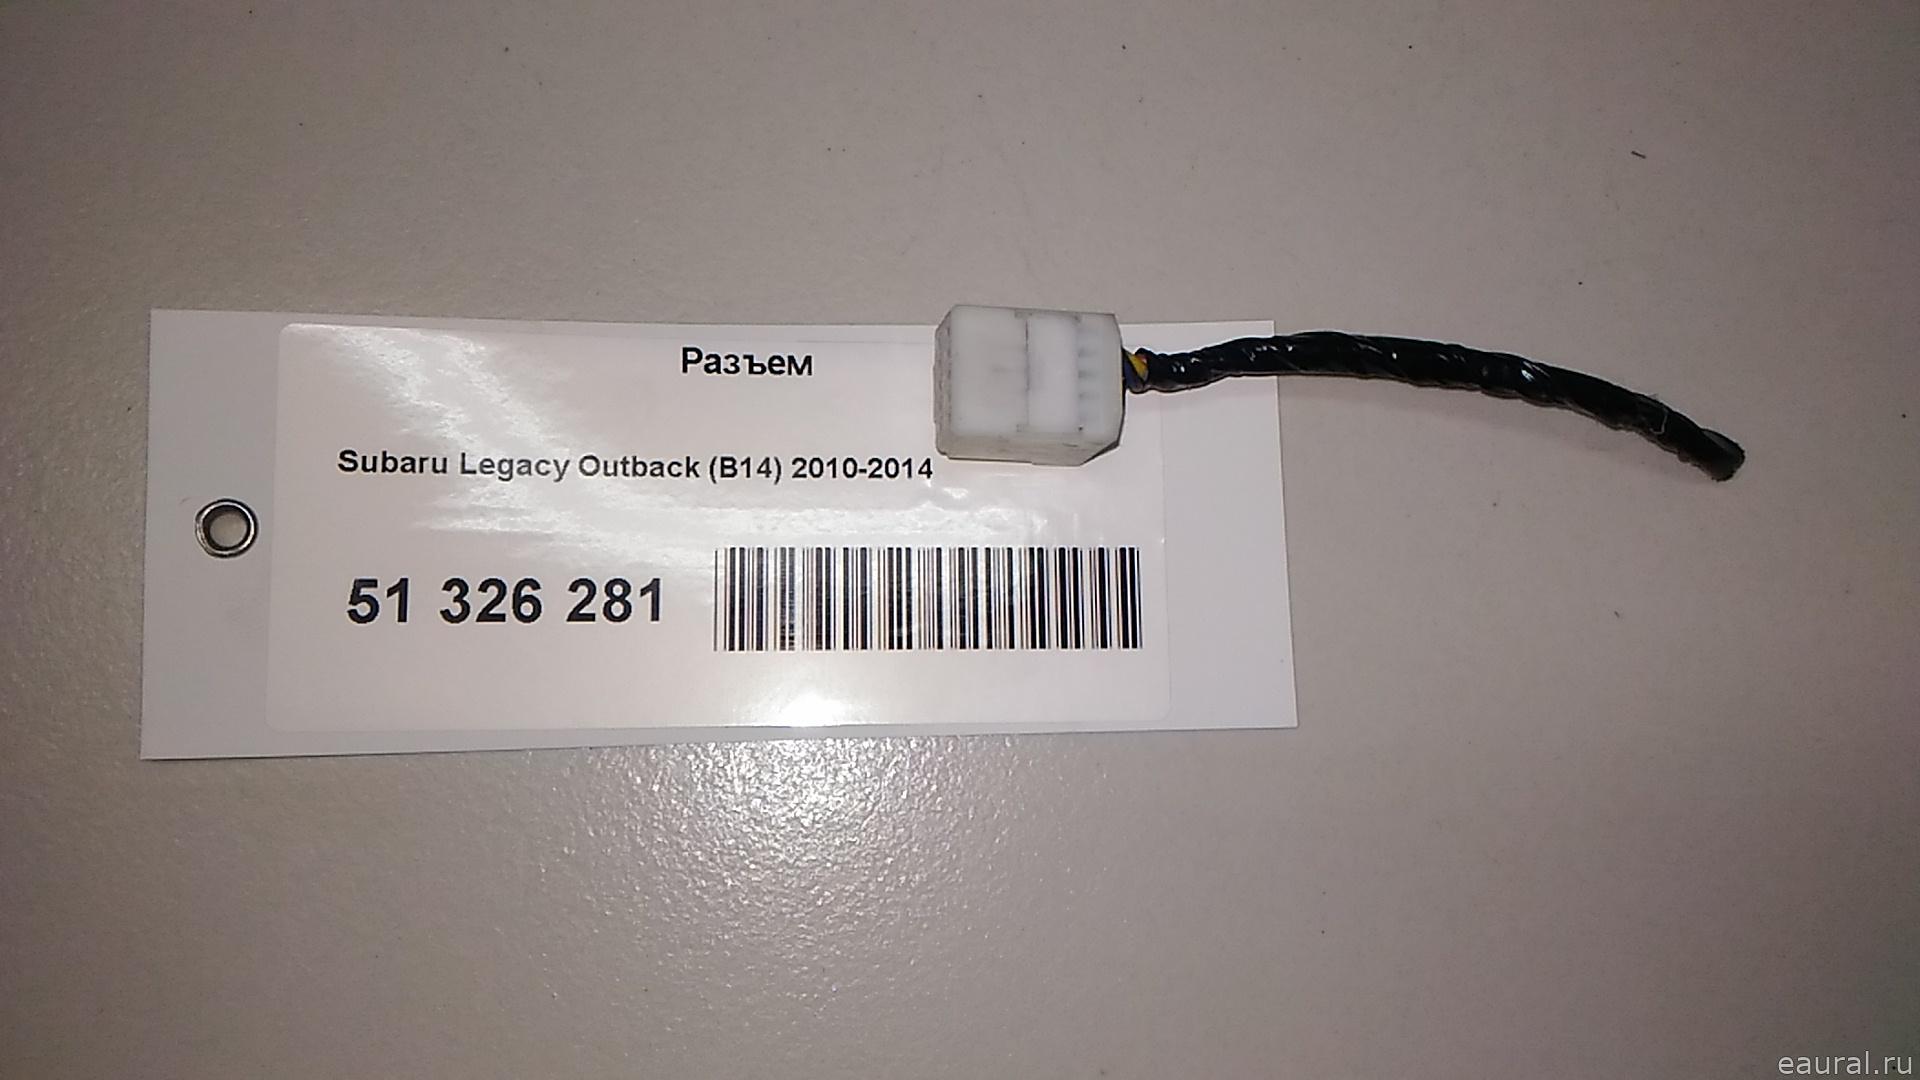 Разъем
Subaru Legacy Outback (B14) 2010-2014
51 326 281
eaural.ru